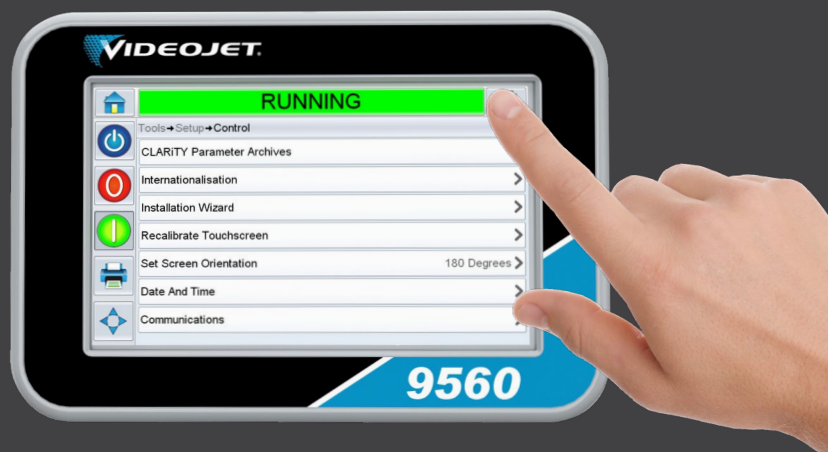 VIDEOJET.
RUNNING
Tools→Setup→Control
CLARiTY Parameter Archives
Internationalisation
Installation Wizard
Recalibrate Touchscreen
Set Screen Orientation 180 Degrees
Date And Time
Communications
9560